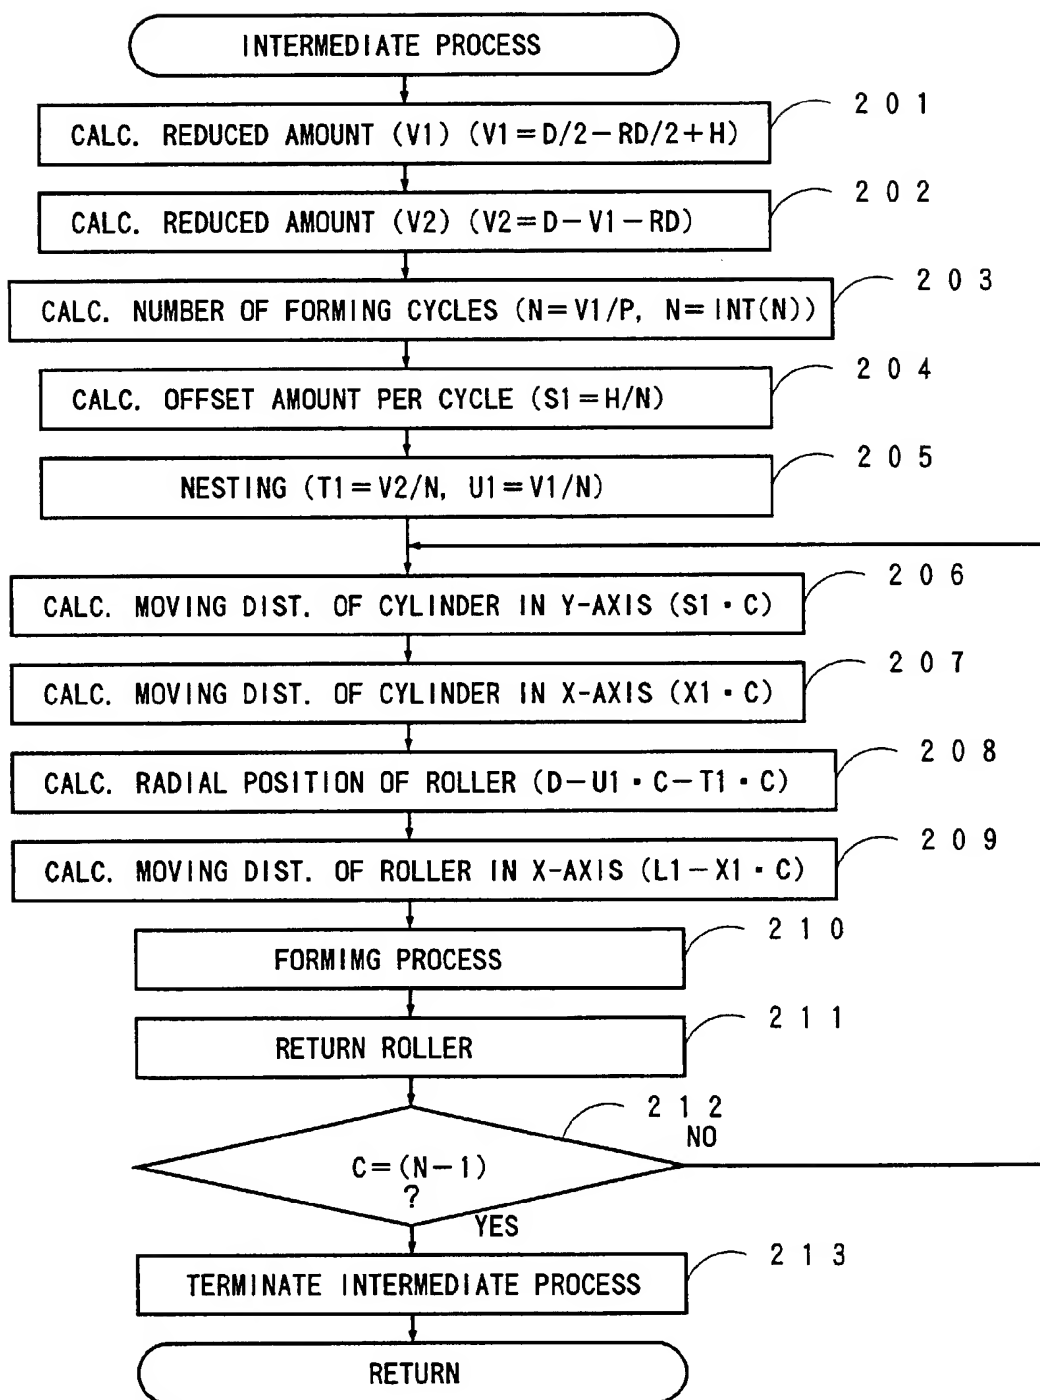 INTERMEDIATE PROCESS
201
CALC. REDUCED AMOUNT (V1) (V1=D/2−RD/2+H)
202
CALC. REDUCED AMOUNT (V2) (V2=D−V1−RD)
203
CALC. NUMBER OF FORMING CYCLES (N=V1/P, N=INT(N))
204
CALC. OFFSET AMOUNT PER CYCLE (S1=H/N)
205
NESTING (T1=V2/N, U1=V1/N)
206
CALC. MOVING DIST. OF CYLINDER IN Y-AXIS (S1・C)
207
CALC. MOVING DIST. OF CYLINDER IN X-AXIS (X1・C)
208
CALC. RADIAL POSITION OF ROLLER (D−U1・C−T1・C)
209
CALC. MOVING DIST. OF ROLLER IN X-AXIS (L1−X1・C)
210
FORMIMG PROCESS
211
RETURN ROLLER
212
NO
C=(N−1)
?
YES
213
TERMINATE INTERMEDIATE PROCESS
RETURN